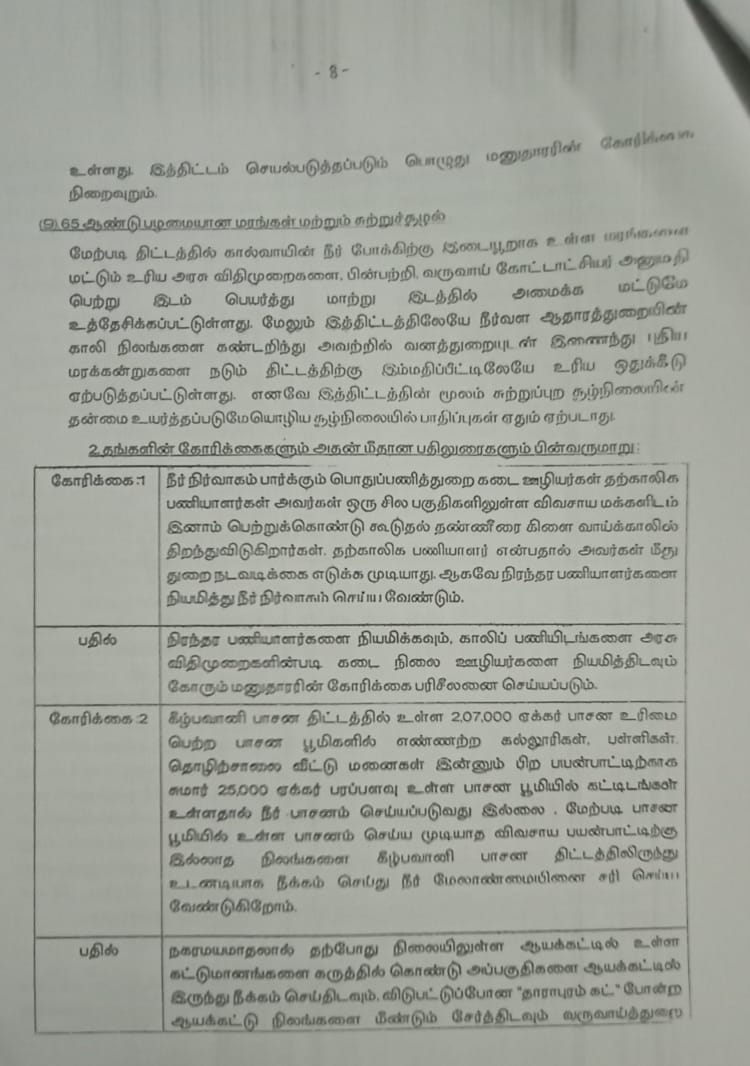 - 8 -
உள்ளது. இத்திட்டம் செயல்படுத்தப்படும் பொழுது மனுதாரரின் கோரிக்கை
நிறைவுறும்.
(9) 65 ஆண்டு பழமையான மரங்கள் மற்றும் சுற்றுச்சூழல்
மேற்படி திட்டத்தில் கால்வாயின் நீர் போக்கிற்கு இடையூறாக உள்ள மரங்களை
மட்டும் உரிய அரசு விதிமுறைகளை, பின்பற்றி, வருவாய் கோட்டாட்சியர் அனுமதி
பெற்று இடம் பெயர்த்து மாற்று இடத்தில் அமைக்க மட்டுமே
உத்தேசிக்கப்பட்டுள்ளது. மேலும் இத்திட்டத்திலேயே நீர்வள ஆதாரத்துறையின்
காலி நிலங்களை கண்டறிந்து அவற்றில் வனத்துறையுடன் இணைந்து புதிய
மரக்கன்றுகளை நடும் திட்டத்திற்கு இம்மதிப்பீட்டிலேயே உரிய ஒதுக்கீடு
ஏற்படுத்தப்பட்டுள்ளது. எனவே இத்திட்டத்தின் மூலம் சுற்றுப்புற சூழ்நிலையின்
தன்மை உயர்த்தப்படுமேயொழிய சூழ்நிலையில் பாதிப்புகள் ஏதும் ஏற்படாது.
2.தங்களின் கோரிக்கைகளும் அதன் மீதான பதிலுரைகளும் பின்வருமாறு:
கோரிக்கை :1 நீர் நிர்வாகம் பார்க்கும் பொதுப்பணித்துறை கடை ஊழியர்கள் தற்காலிக
பணியாளர்கள் அவர்கள் ஒரு சில பகுதிகளிலுள்ள விவசாய மக்களிடம்
இனாம் பெற்றுக்கொண்டு கூடுதல் தண்ணீரை கிளை வாய்க்காலில்
திறந்துவிடுகிறார்கள். தற்காலிக பணியாளர் என்பதால் அவர்கள் மீது
துறை நடவடிக்கை எடுக்க முடியாது. ஆகவே நிரந்தர பணியாளர்களை
நியமித்து நீர் நிர்வாகம் செய்ய வேண்டும்.
பதில் நிரந்தர பணியாளர்களை நியமிக்கவும், காலிப் பணியிடங்களை அரசு
விதிமுறைகளின்படி கடை நிலை ஊழியர்களை நியமித்திடவும்
கோரும் மனுதாரரின் கோரிக்கை பரிசீலனை செய்யப்படும்.
கோரிக்கை :2 கீழ்பவானி பாசன திட்டத்தில் உள்ள 2,07,000 ஏக்கர் பாசன உரிமை
பெற்ற பாசன பூமிகளில் எண்ணற்ற கல்லூரிகள், பள்ளிகள்.
தொழிற்சாலை வீட்டு மனைகள் இன்னும் பிற பயன்பாட்டிற்காக
சுமார் 25,000 ஏக்கர் பரப்பளவு உள்ள பாசன பூமியில் கட்டிடங்கள்
உள்ளதால் நீர் பாசனம் செய்யப்படுவது இல்லை . மேற்படி பாசன
பூமியில் உள்ள பாசனம் செய்ய முடியாத விவசாய பயன்பாட்டிற்கு
இல்லாத நிலங்களை கீழ்பவானி பாசன திட்டத்திலிருந்து
உடனடியாக நீக்கம் செய்து நீர் மேலாண்மையினை சரி செய்ய
வேண்டுகிறோம்.
பதில் நகரமயமாதலால் தற்போது நிலையிலுள்ள ஆயக்கட்டில் உள்ள
கட்டுமானங்களை கருத்தில் கொண்டு அப்பகுதிகளை ஆயக்கட்டில்
இருந்து நீக்கம் செய்திடவும், விடுபட்டுப்போன "தாராபுரம் கட்" போன்ற
ஆயக்கட்டு நிலங்களை மீண்டும் சேர்த்திடவும் வருவாய்த்துறை